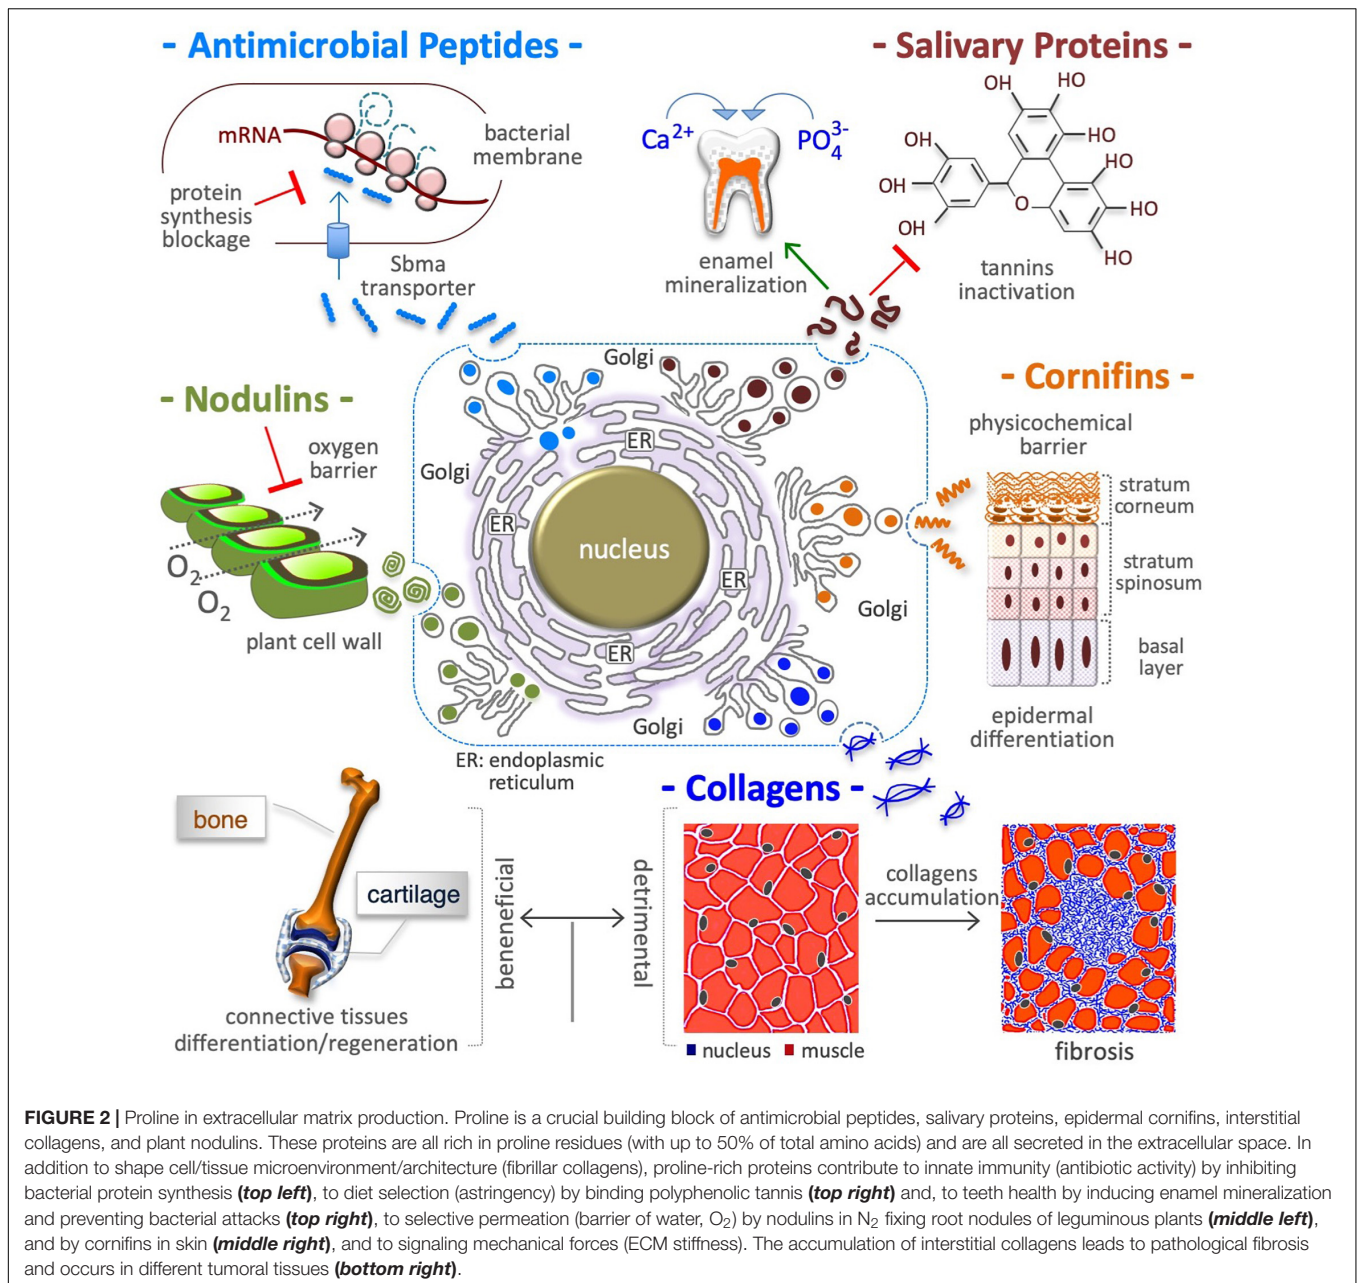 - Antimicrobial Peptides -
mRNA
bacterial
membrane
protein
synthesis
blockage
Sbma
transporter
- Salivary Proteins -
Ca2+
PO43-
enamel
mineralization
OH
HO
HO
HO
OH
OH
OH
HO
HO
O
HO
tannins
inactivation
- Nodulins -
oxygen
barrier
O2
O2
plant cell wall
Golgi
Golgi
ER
ER
nucleus
ER
ER
Golgi
Golgi
ER: endoplasmic
reticulum
- Cornifins -
physicochemical
barrier
stratum
corneum
stratum
spinosum
basal
layer
epidermal
differentiation
- Collagens -
bone
cartilage
connective tissues
differentiation/regeneration
beneneficial
detrimental
collagens
accumulation
nucleus muscle
fibrosis
FIGURE 2 | Proline in extracellular matrix production. Proline is a crucial building block of antimicrobial peptides, salivary proteins, epidermal cornifins, interstitial
collagens, and plant nodulins. These proteins are all rich in proline residues (with up to 50% of total amino acids) and are all secreted in the extracellular space. In
addition to shape cell/tissue microenvironment/architecture (fibrillar collagens), proline-rich proteins contribute to innate immunity (antibiotic activity) by inhibiting
bacterial protein synthesis (top left), to diet selection (astringency) by binding polyphenolic tannis (top right) and, to teeth health by inducing enamel mineralization
and preventing bacterial attacks (top right), to selective permeation (barrier of water, O2) by nodulins in N2 fixing root nodules of leguminous plants (middle left),
and by cornifins in skin (middle right), and to signaling mechanical forces (ECM stiffness). The accumulation of interstitial collagens leads to pathological fibrosis
and occurs in different tumoral tissues (bottom right).